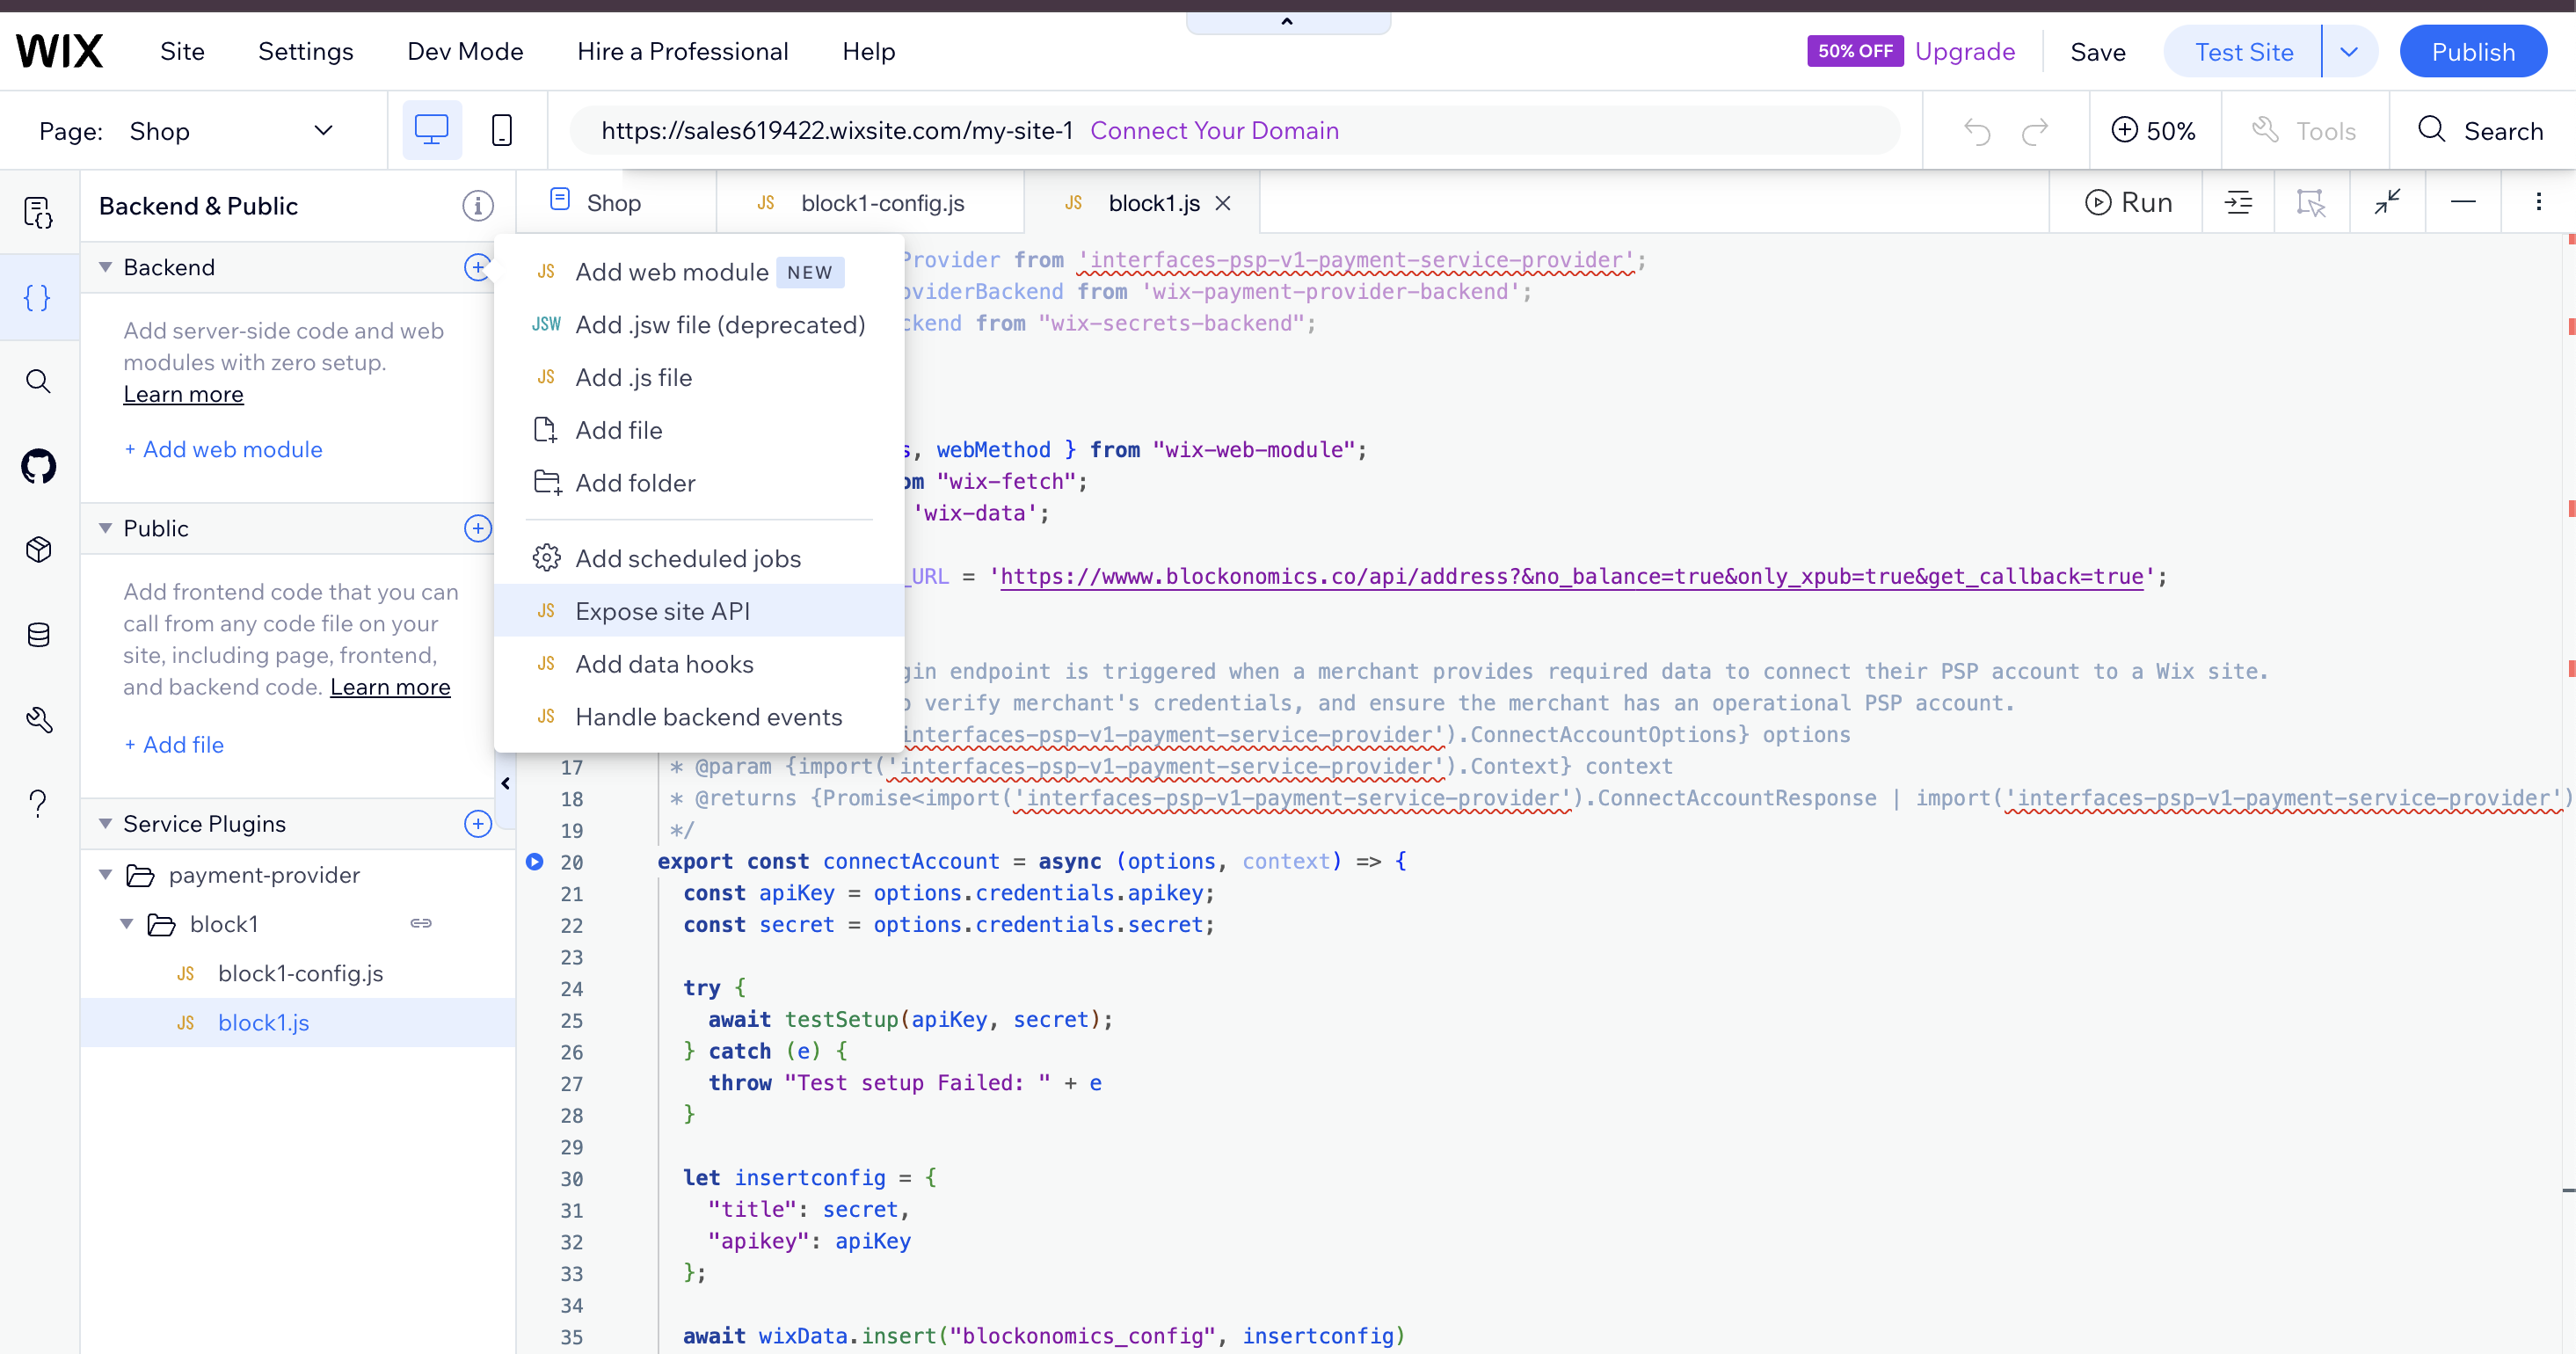 WIX Site Settings Dev Mode Hire a Professional Help 50% OFF Upgrade Save Test Site Publish
Page: Shop https://sales619422.wixsite.com/my-site-1 Connect Your Domain 50% Tools Search
Backend & Public
Backend
Add server-side code and web
modules with zero setup.
Learn more
+ Add web module
Public
Add frontend code that you can
call from any code file on your
site, including page, frontend,
and backend code. Learn more
+ Add file
Service Plugins
payment-provider
block1
JS block1-config.js
JS block1.js
JS Add web module NEW
JSW Add .jsw file (deprecated)
JS Add .js file
Add file
Add folder
Add scheduled jobs
JS Expose site API
JS Add data hooks
JS Handle backend events
Shop JS block1-config.js JS block1.js Run
Provider from 'interfaces-psp-v1-payment-service-provider';
oviderBackend from 'wix-payment-provider-backend';
ckend from "wix-secrets-backend";
s, webMethod } from "wix-web-module";
om "wix-fetch";
'wix-data';
_URL = 'https://wwww.blockonomics.co/api/address?&no_balance=true&only_xpub=true&get_callback=true';
gin endpoint is triggered when a merchant provides required data to connect their PSP account to a Wix site.
o verify merchant's credentials, and ensure the merchant has an operational PSP account.
interfaces-psp-v1-payment-service-provider').ConnectAccountOptions} options
17 * @param {import('interfaces-psp-v1-payment-service-provider').Context} context
18 * @returns {Promise<import('interfaces-psp-v1-payment-service-provider').ConnectAccountResponse | import('interfaces-psp-v1-payment-service-provider')
19 */
20 export const connectAccount = async (options, context) => {
21 const apiKey = options.credentials.apikey;
22 const secret = options.credentials.secret;
23
24 try {
25 await testSetup(apiKey, secret);
26 } catch (e) {
27 throw "Test setup Failed: " + e
28 }
29
30 let insertconfig = {
31 "title": secret,
32 "apikey": apiKey
33 };
34
35 await wixData.insert("blockonomics_config", insertconfig)